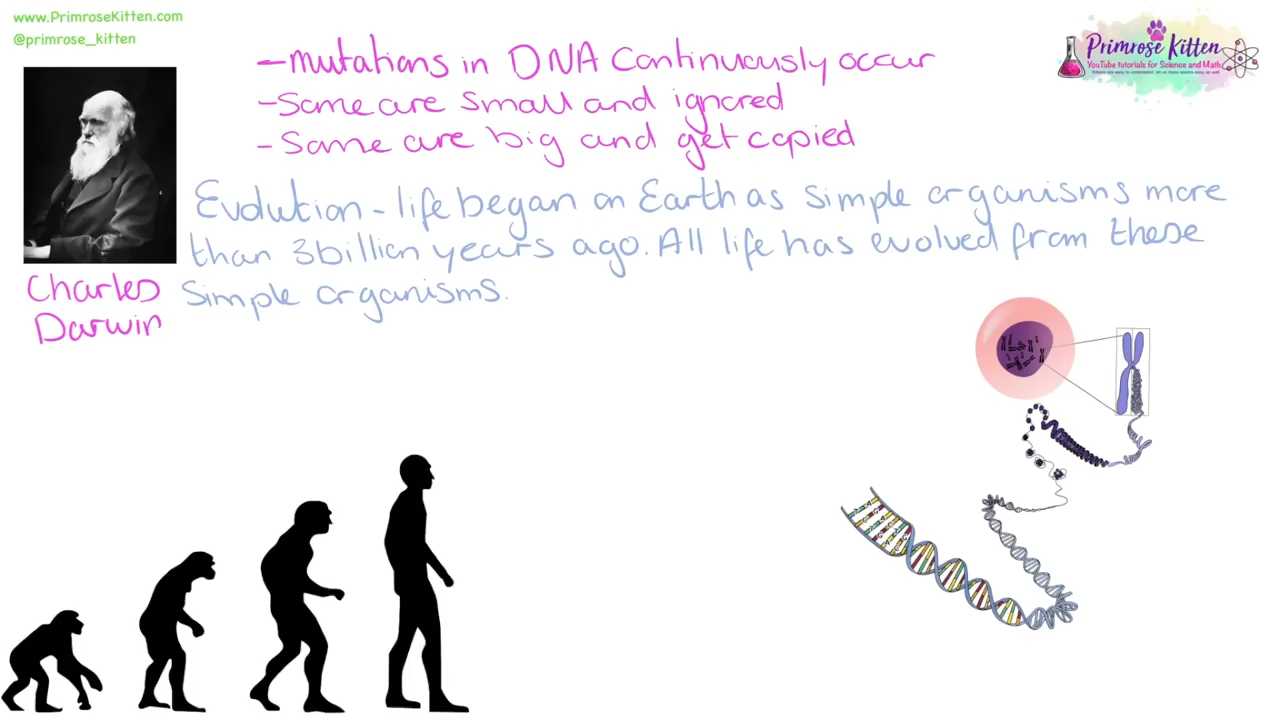 www.PrimroseKitten.com
@primrose_kitten
Primrose Kitten
YouTube tutorials for Science and Math
- mutations in DNA Continuously occur
- Some are small and ignored
- Some are big and get copied
Evolution - life began on Earth as simple organisms more
than 3billion years ago. All life has evolved from these
Simple organisms.
Charles
Darwin